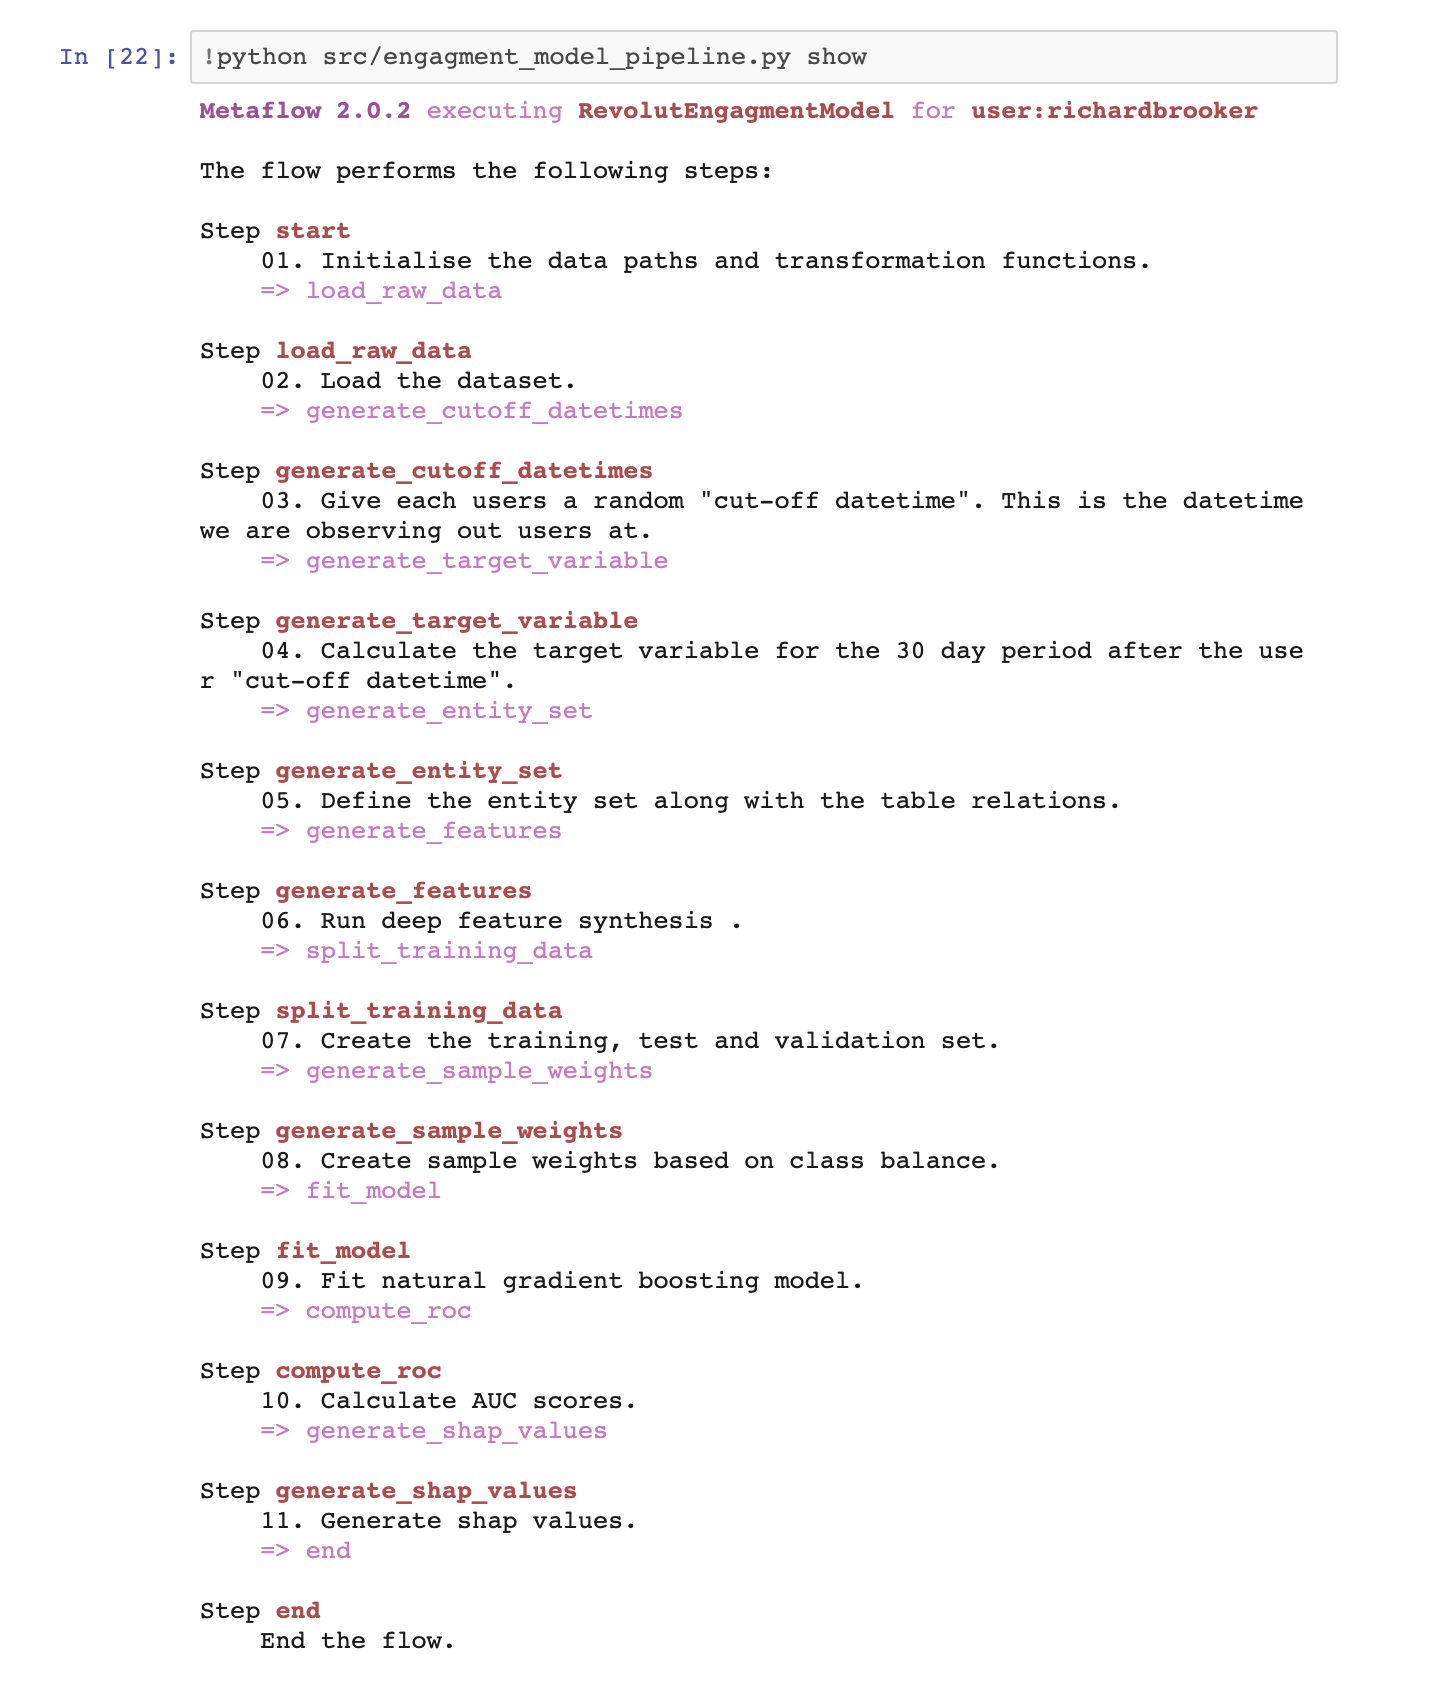 In [22]: !python src/engagment_model_pipeline.py show
Metaflow 2.0.2 executing RevolutEngagmentModel for user:richardbrooker
The flow performs the following steps:
Step start
01. Initialise the data paths and transformation functions.
=> load_raw_data
Step load_raw_data
02. Load the dataset.
=> generate_cutoff_datetimes
Step generate_cutoff_datetimes
03. Give each users a random "cut-off datetime". This is the datetime
we are observing out users at.
=> generate_target_variable
Step generate_target_variable
04. Calculate the target variable for the 30 day period after the use
r "cut-off datetime".
=> generate_entity_set
Step generate_entity_set
05. Define the entity set along with the table relations.
=> generate_features
Step generate_features
06. Run deep feature synthesis .
=> split_training_data
Step split_training_data
07. Create the training, test and validation set.
=> generate_sample_weights
Step generate_sample_weights
08. Create sample weights based on class balance.
=> fit_model
Step fit_model
09. Fit natural gradient boosting model.
=> compute_roc
Step compute_roc
10. Calculate AUC scores.
=> generate_shap_values
Step generate_shap_values
11. Generate shap values.
=> end
Step end
End the flow.